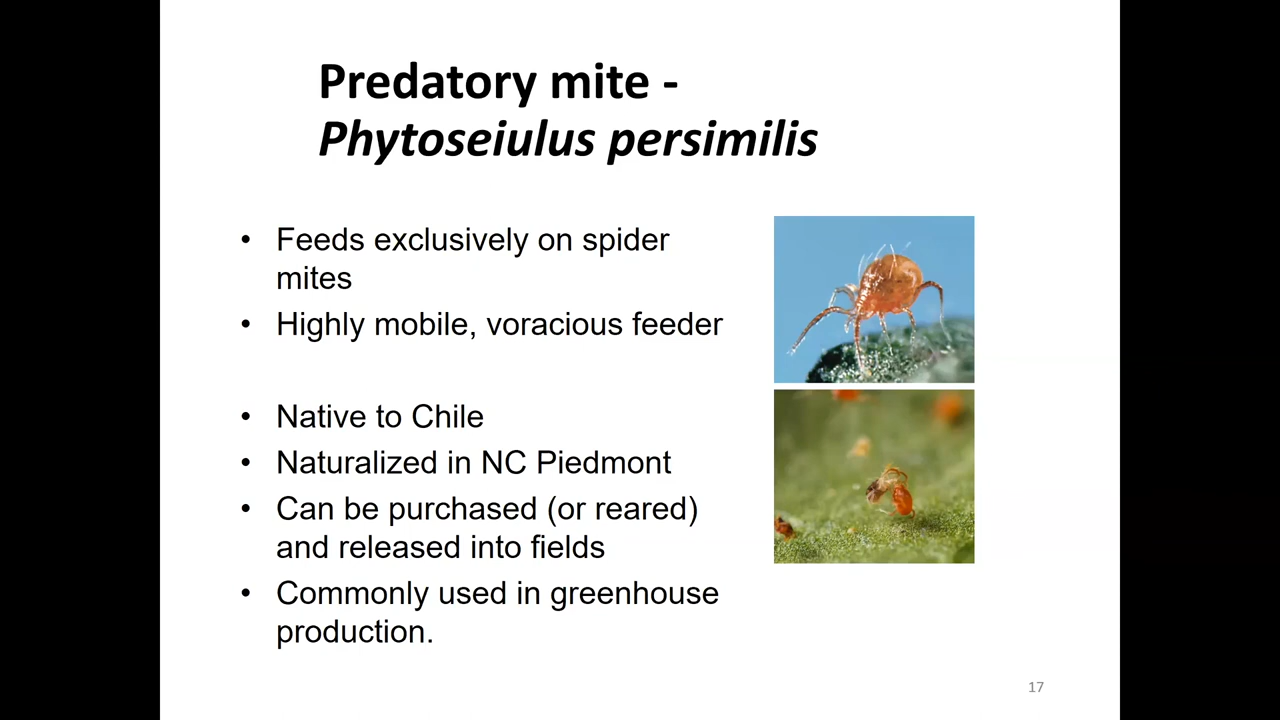 Predatory mite -
Phytoseiulus persimilis
• Feeds exclusively on spider
mites
• Highly mobile, voracious feeder
• Native to Chile
• Naturalized in NC Piedmont
• Can be purchased (or reared)
and released into fields
• Commonly used in greenhouse
production.
17